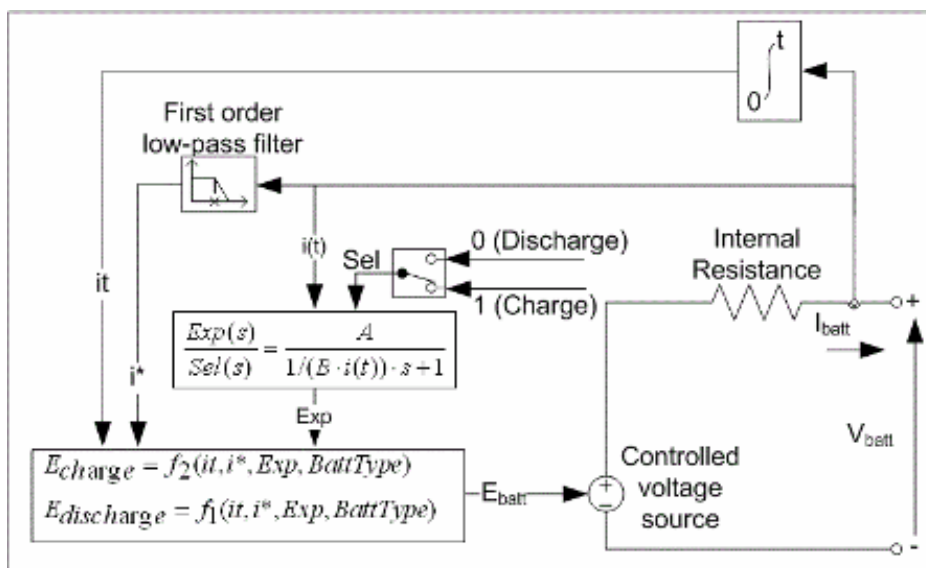 t
0
First order
low-pass filter
it
i*
i(t)
Sel
0 (Discharge)
1 (Charge)
Internal
Resistance
+
I_batt
V_batt
Exp(s)/Sel(s) = A/(1/(B·i(t))·s+1)
Exp
E_charge = f_2(it, i*, Exp, BattType)
E_discharge = f_1(it, i*, Exp, BattType)
E_batt
+
−
Controlled
voltage
source
-